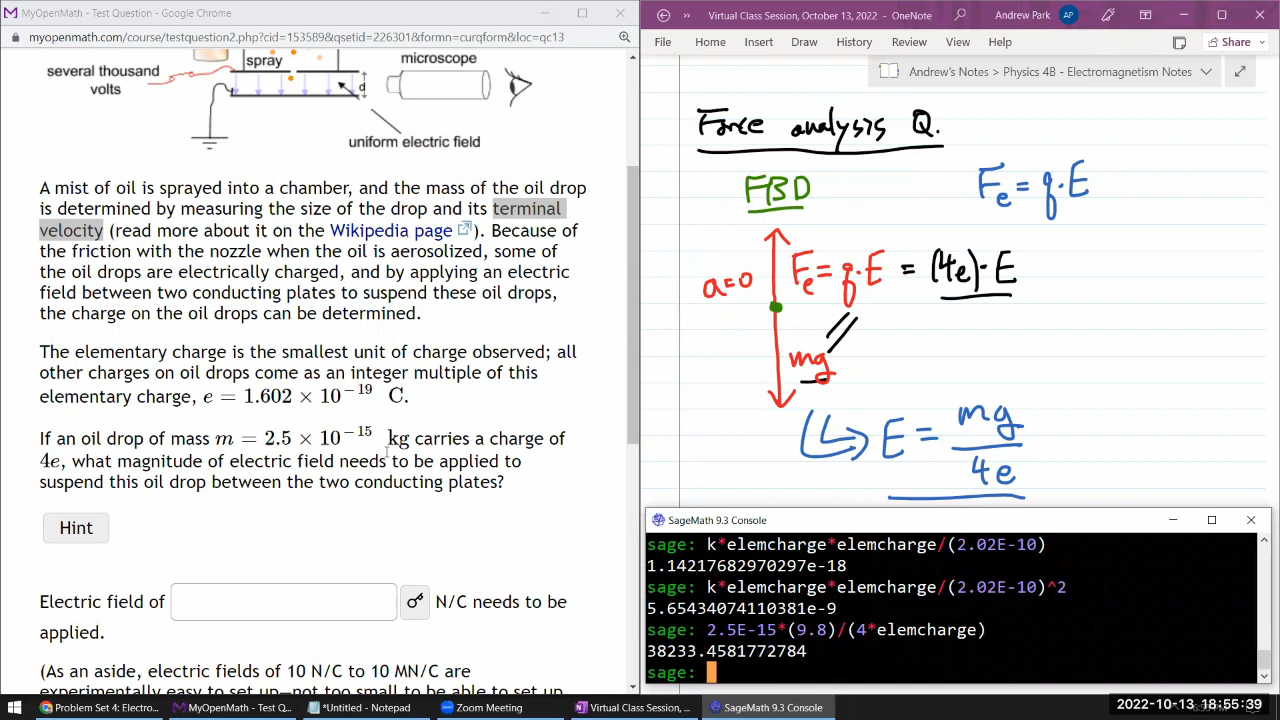 MyOpenMath - Test Question - Google Chrome
myopenmath.com/course/testquestion2.php?cid=153589&qsetid=226301&formn=curqform&loc=qc13
spray
several thousand
volts
microscope
d
uniform electric field
A mist of oil is sprayed into a chamber, and the mass of the oil drop
is determined by measuring the size of the drop and its terminal
velocity (read more about it on the Wikipedia page ). Because of
the friction with the nozzle when the oil is aerosolized, some of
the oil drops are electrically charged, and by applying an electric
field between two conducting plates to suspend these oil drops,
the Charge on the oil drops can be determined.
The elementary charge is the smallest unit of charge observed; all
other charges on oil drops come as an integer multiple of this
elementary charge, e = 1.602 × 10⁻¹⁹ C.
If an oil drop of mass m = 2.5 × 10⁻¹⁵ kg carries a charge of
4e, what magnitude of electric field needs to be applied to
suspend this oil drop between the two conducting plates?
Hint
Electric field of N/C needs to be
applied.
(As an aside, electric fields of 10 N/C to 10 MN/C are
experimentally easy to set up—not too small to be able to set up
Virtual Class Session, October 13, 2022 - OneNote
Andrew Park AP
File Home Insert Draw History Review View Help Share
Andrew's Notes - Physics 4B - Electromagnetism Notes
Force analysis Q.
FBD
Fe = q·E
a=0 Fe = q·E = (4e)·E
mg
E = mg
4e
SageMath 9.3 Console
sage: k*elemcharge*elemcharge/(2.02E-10)
1.14217682970297e-18
sage: k*elemcharge*elemcharge/(2.02E-10)^2
5.65434074110381e-9
sage: 2.5E-15*(9.8)/(4*elemcharge)
38233.4581772784
sage:
Problem Set 4: Electro... MyOpenMath - Test Q... *Untitled - Notepad Zoom Meeting Virtual Class Session, ... SageMath 9.3 Console
2022-10-13 18:55:39